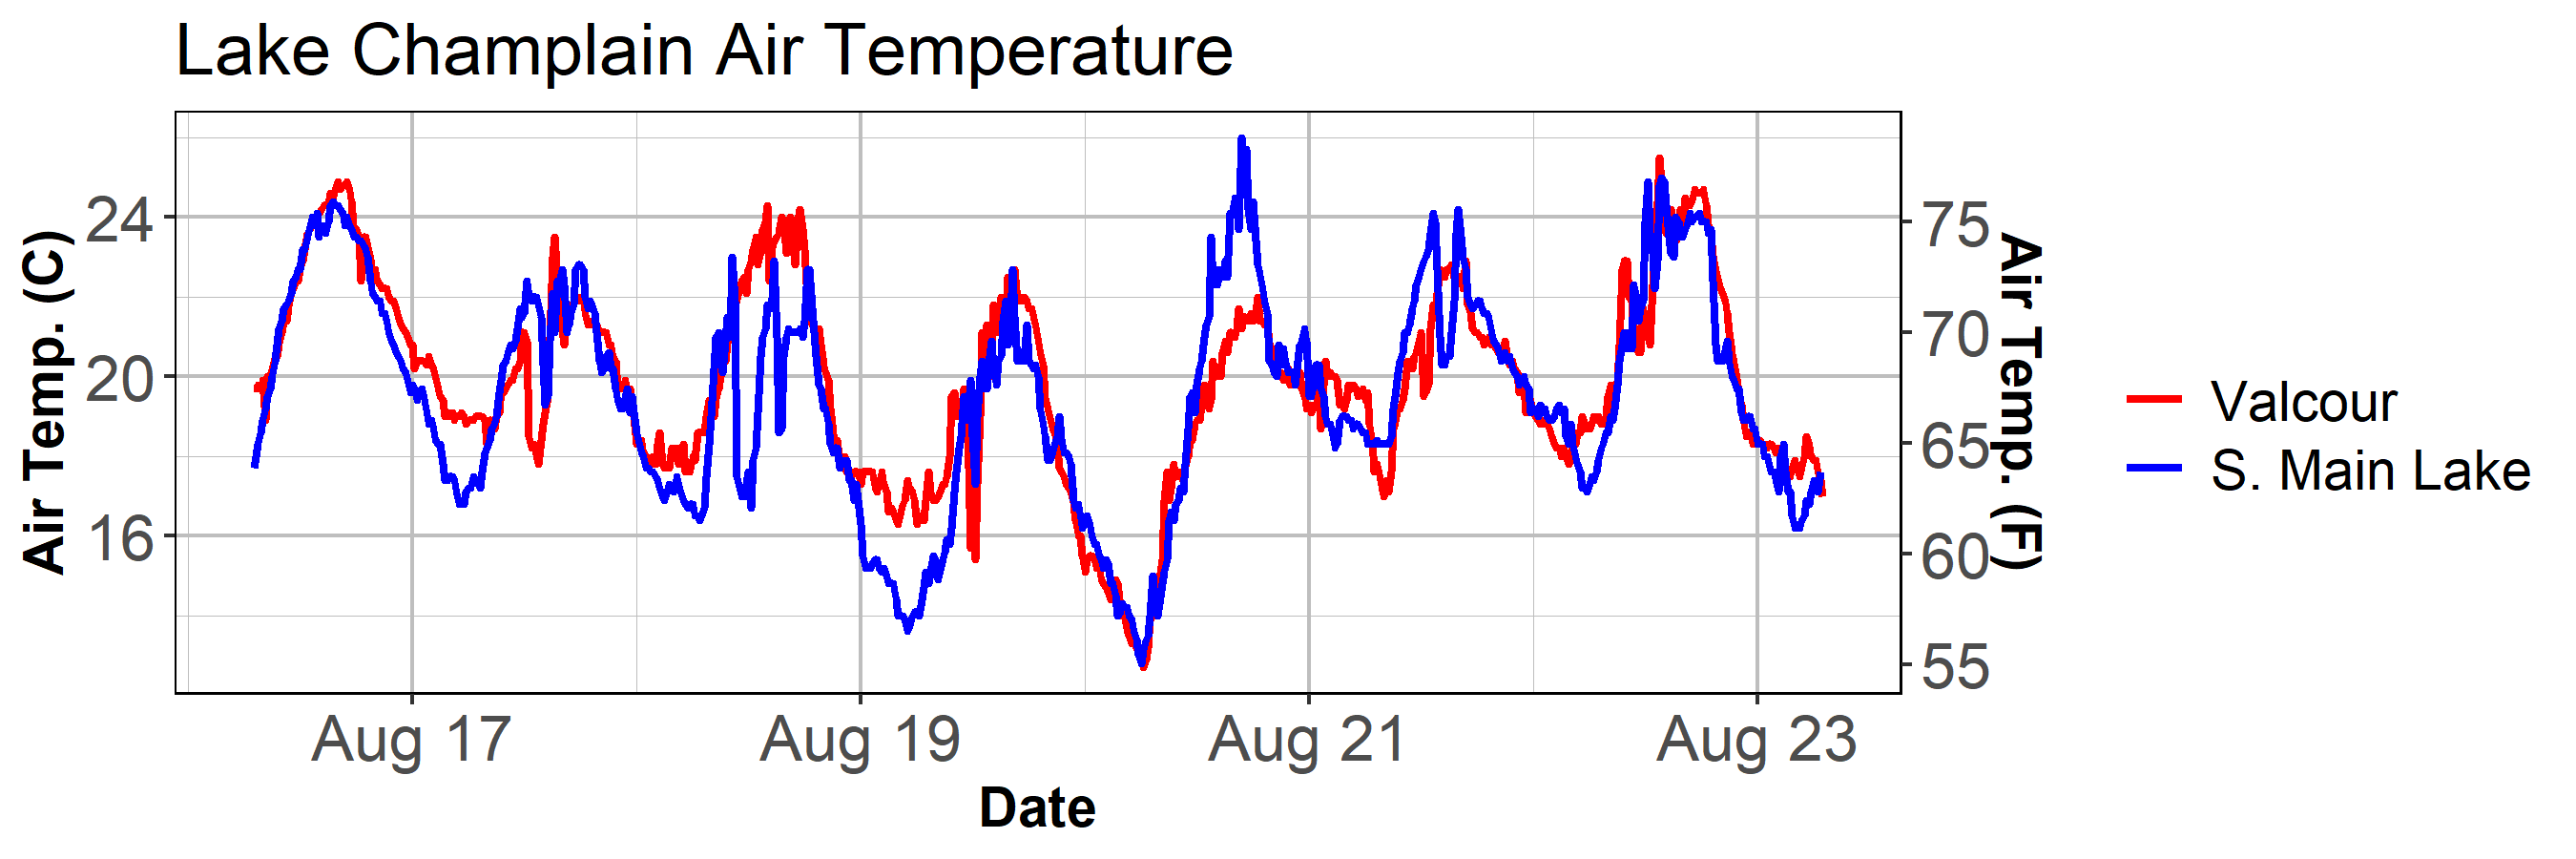 Lake Champlain Air Temperature
Air Temp. (C)
24
20
16
75
70
65
60
55
Air Temp. (F)
Aug 17
Aug 19
Aug 21
Aug 23
Date
Valcour
S. Main Lake